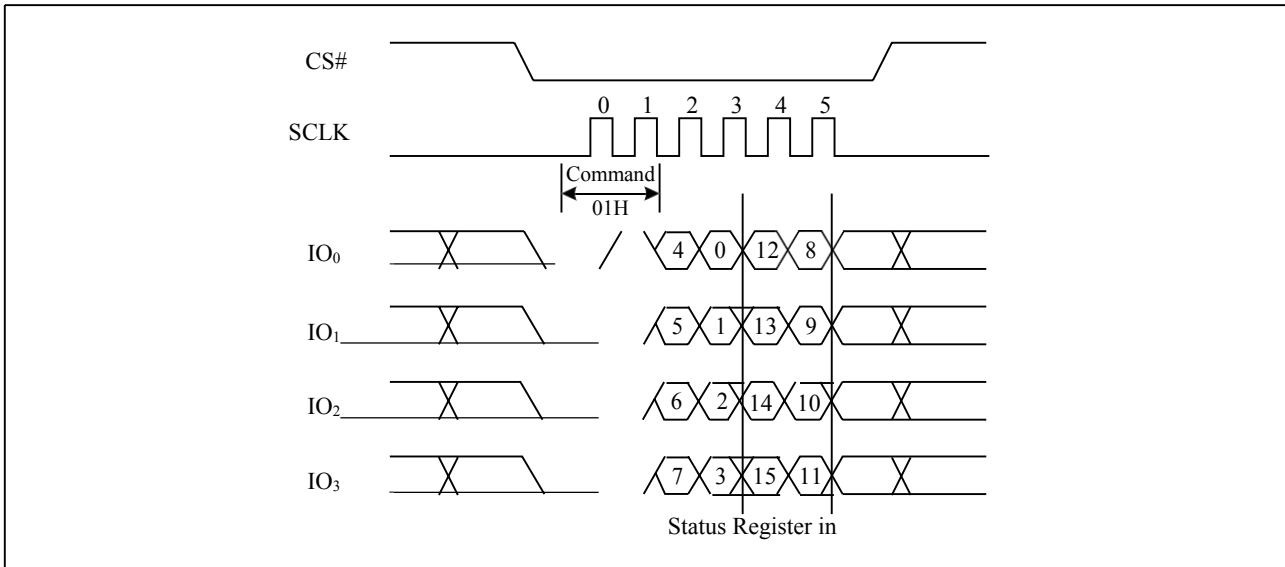 CS#
0 1 2 3 4 5
SCLK
Command
01H
IO0 4 0 12 8
IO1 5 1 13 9
IO2 6 2 14 10
IO3 7 3 15 11
Status Register in